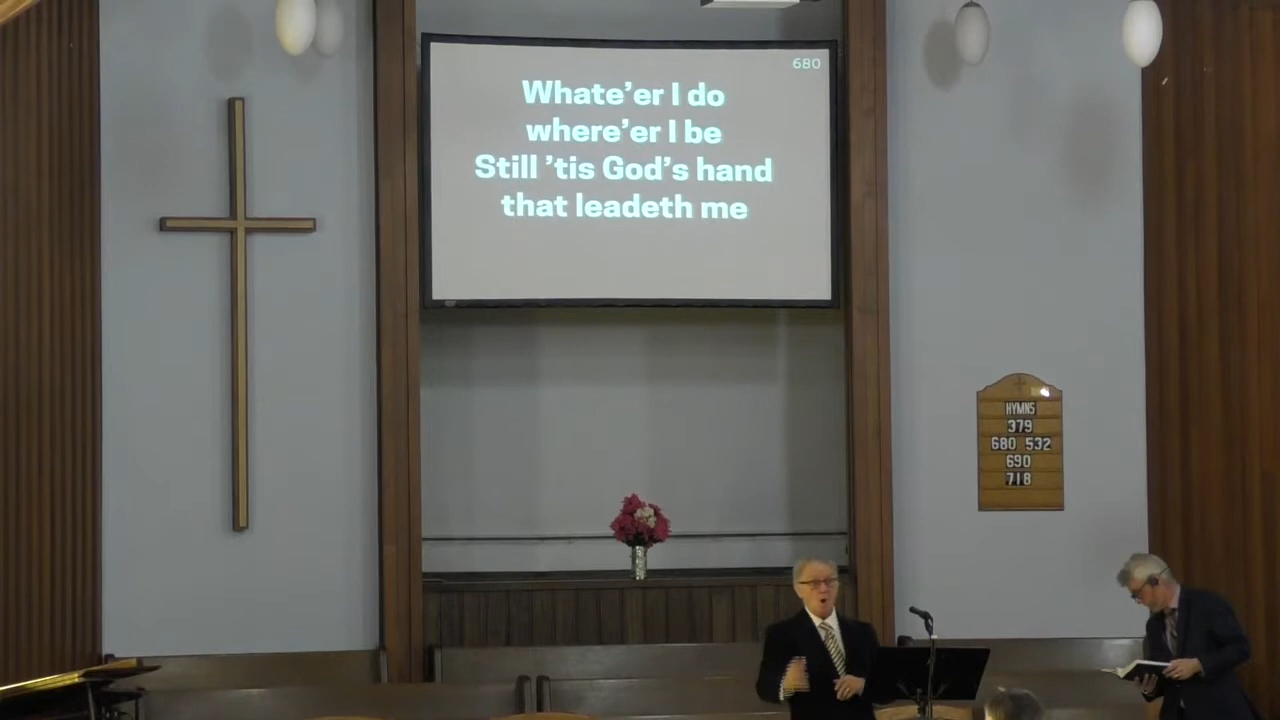 680
Whate’er I do
where’er I be
Still ’tis God’s hand
that leadeth me
HYMNS
379
680 532
690
718